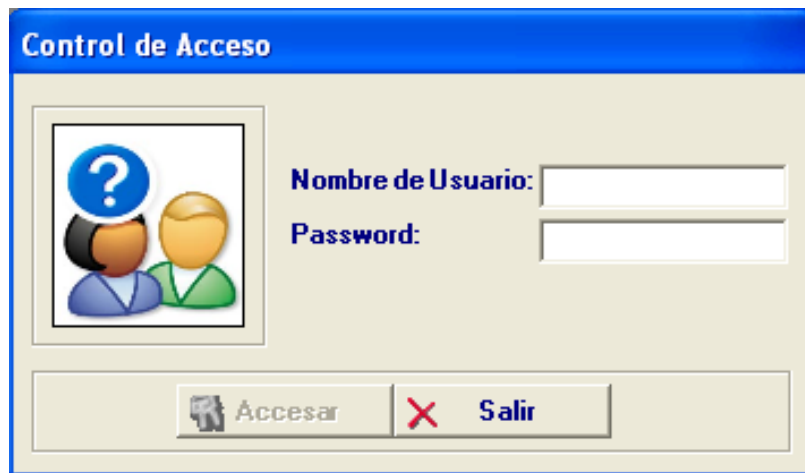 Control de Acceso
?
Nombre de Usuario:
Password:
Accesar Salir